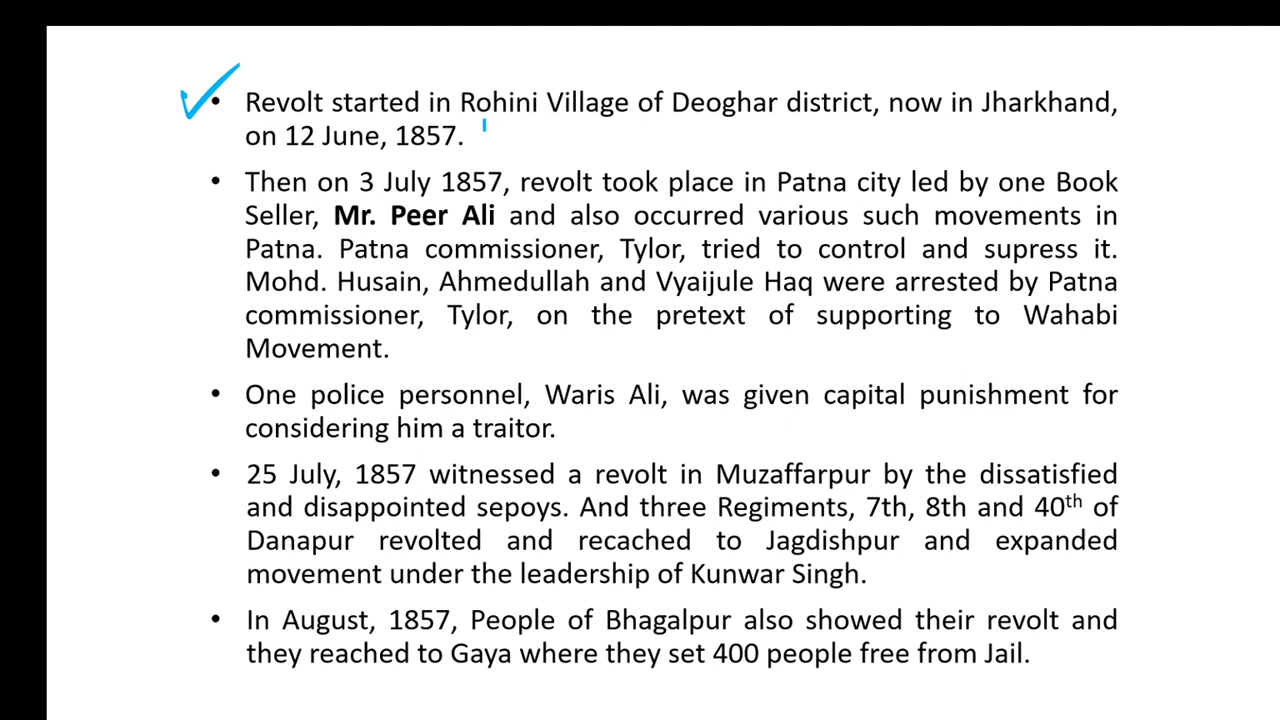 • Revolt started in Rohini Village of Deoghar district, now in Jharkhand,
on 12 June, 1857.
• Then on 3 July 1857, revolt took place in Patna city led by one Book
Seller, Mr. Peer Ali and also occurred various such movements in
Patna. Patna commissioner, Tylor, tried to control and supress it.
Mohd. Husain, Ahmedullah and Vyaijule Haq were arrested by Patna
commissioner, Tylor, on the pretext of supporting to Wahabi
Movement.
• One police personnel, Waris Ali, was given capital punishment for
considering him a traitor.
• 25 July, 1857 witnessed a revolt in Muzaffarpur by the dissatisfied
and disappointed sepoys. And three Regiments, 7th, 8th and 40th of
Danapur revolted and recached to Jagdishpur and expanded
movement under the leadership of Kunwar Singh.
• In August, 1857, People of Bhagalpur also showed their revolt and
they reached to Gaya where they set 400 people free from Jail.